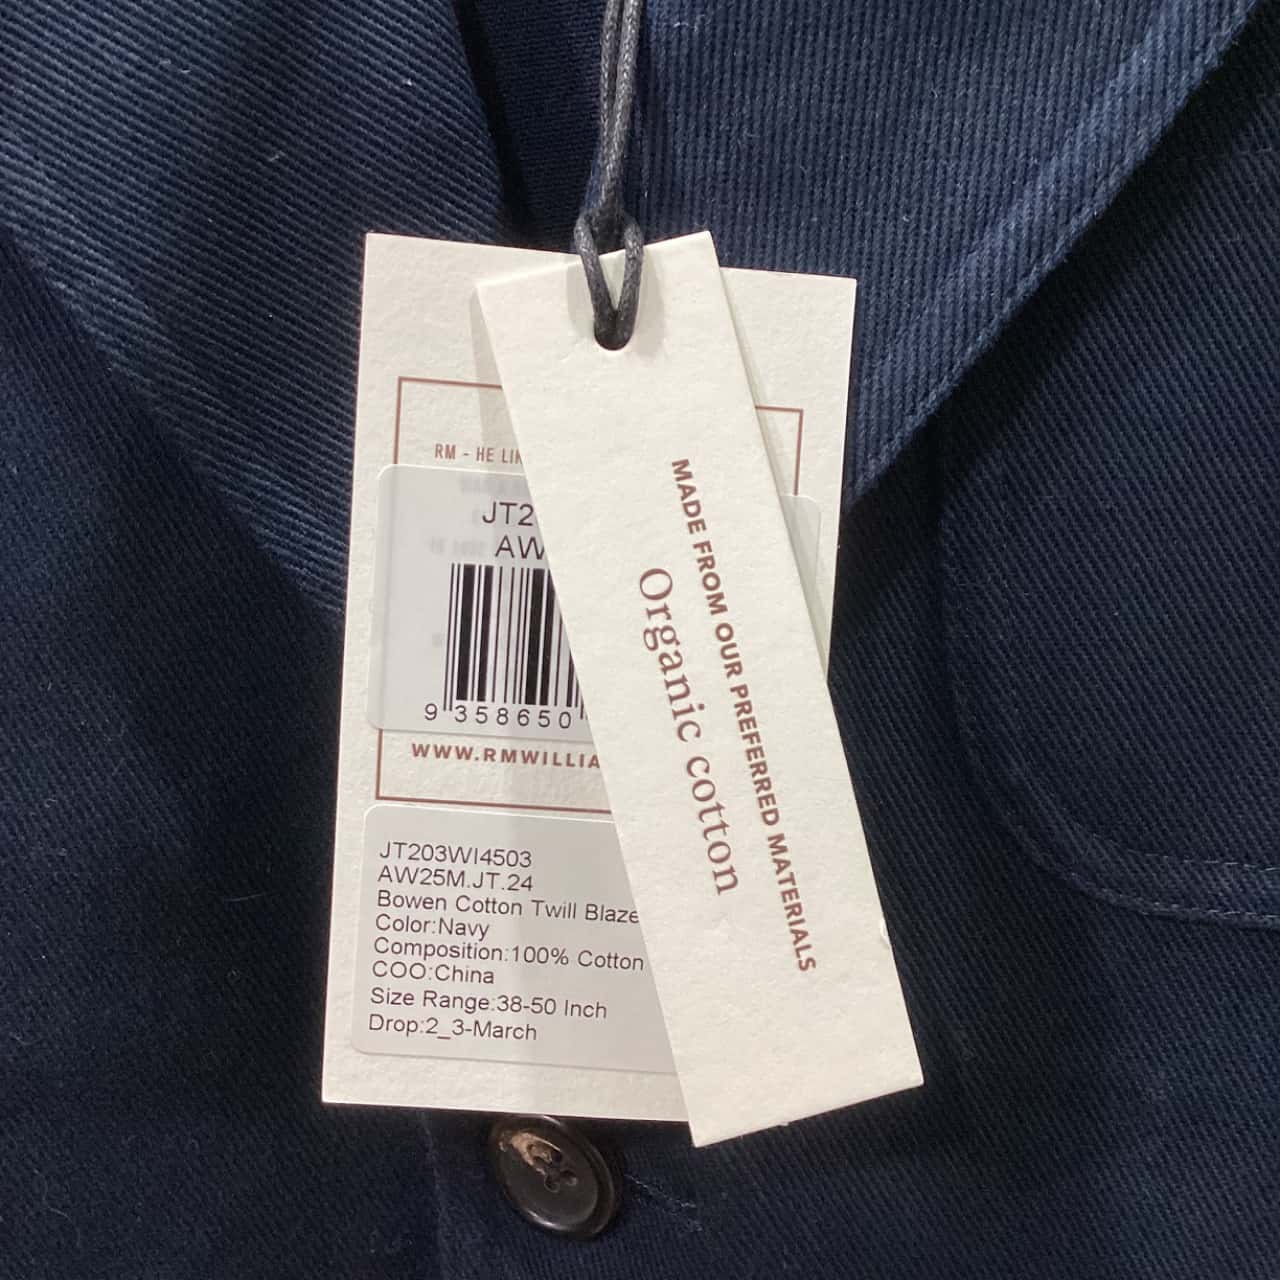 RM - HE LI
JT2
AW
9 358650
WWW.RMWILLIA
JT203WI4503
AW25M.JT.24
Bowen Cotton Twill Blaze
Color:Navy
Composition:100% Cotton
COO:China
Size Range:38-50 Inch
Drop:2_3-March
MADE FROM OUR PREFERRED MATERIALS
Organic cotton